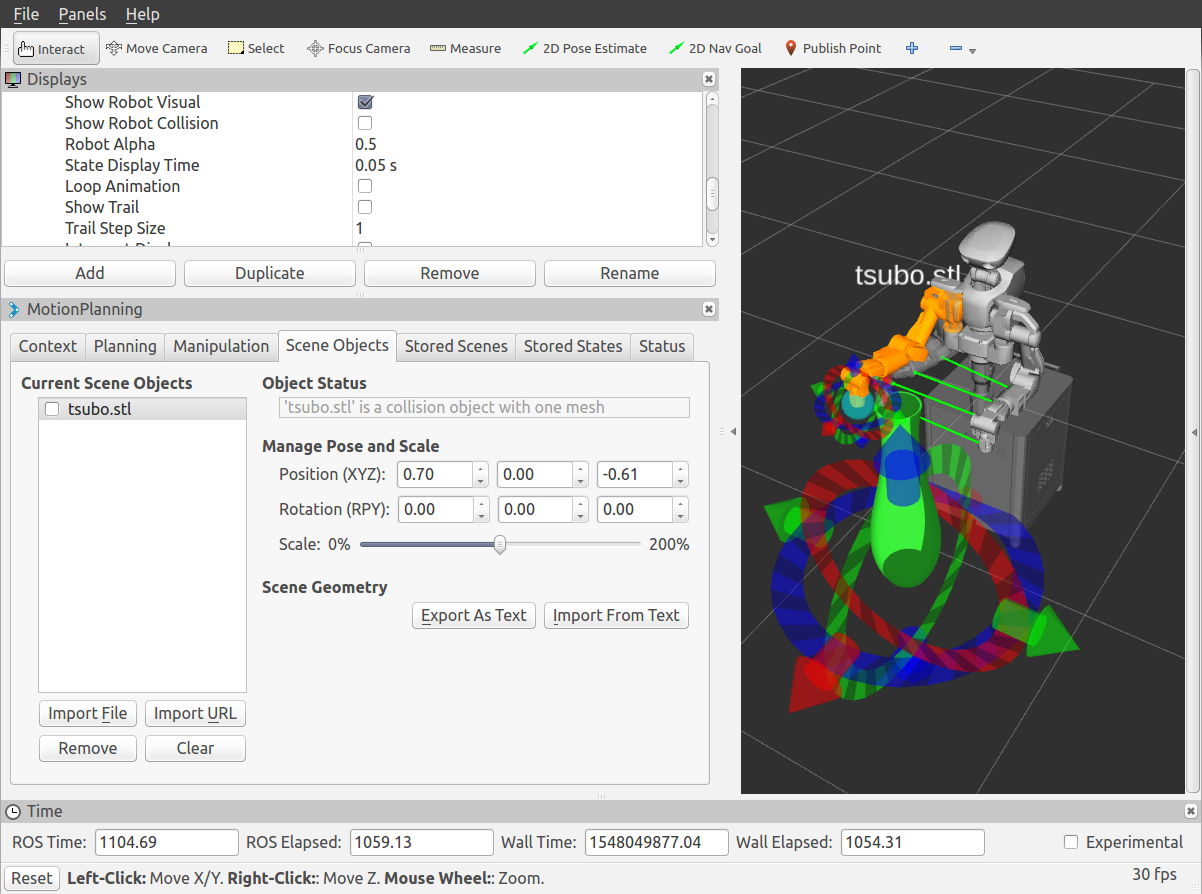 File Panels Help
Interact Move Camera Select Focus Camera Measure 2D Pose Estimate 2D Nav Goal Publish Point
Displays
Show Robot Visual
Show Robot Collision
Robot Alpha 0.5
State Display Time 0.05 s
Loop Animation
Show Trail
Trail Step Size 1
Add Duplicate Remove Rename
MotionPlanning
Context Planning Manipulation Scene Objects Stored Scenes Stored States Status
Current Scene Objects
tsubo.stl
Import File Import URL
Remove Clear
Object Status
'tsubo.stl' is a collision object with one mesh
Manage Pose and Scale
Position (XYZ): 0.70 0.00 -0.61
Rotation (RPY): 0.00 0.00 0.00
Scale: 0% 200%
Scene Geometry
Export As Text Import From Text
tsubo.stl
Time
ROS Time: 1104.69 ROS Elapsed: 1059.13 Wall Time: 1548049877.04 Wall Elapsed: 1054.31 Experimental
Reset Left-Click: Move X/Y. Right-Click:: Move Z. Mouse Wheel:: Zoom. 30 fps